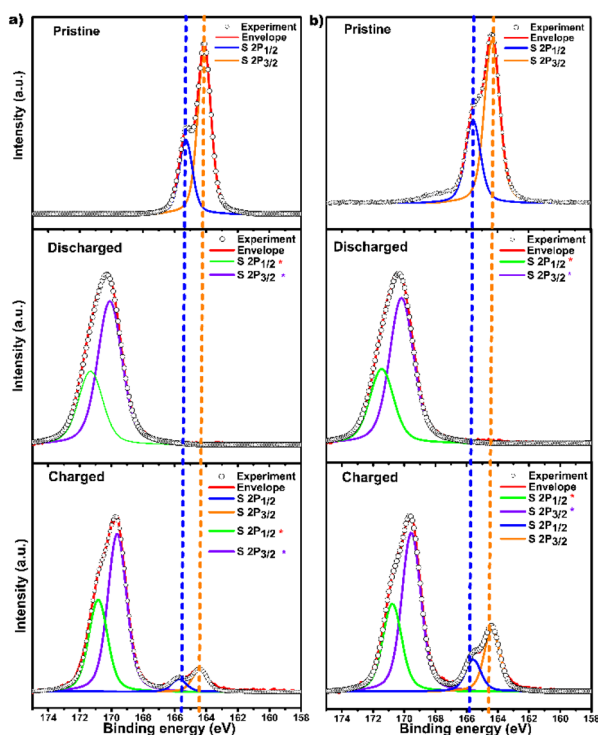 a)
Pristine
Experiment
Envelope
S 2P1/2
S 2P3/2
Intensity (a.u.)
Discharged
Experiment
Envelope
S 2P1/2 *
S 2P3/2 *
Intensity (a.u.)
Charged
Experiment
Envelope
S 2P1/2
S 2P3/2
S 2P1/2 *
S 2P3/2 *
Intensity (a.u.)
174 172 170 168 166 164 162 160 158
Binding energy (eV)
b)
Pristine
Experiment
Envelope
S 2P1/2
S 2P3/2
Intensity (a.u.)
Discharged
Experiment
Envelope
S 2P1/2 *
S 2P3/2 *
Intensity (a.u.)
Charged
Experiment
Envelope
S 2P1/2 *
S 2P3/2 *
S 2P1/2
S 2P3/2
Intensity (a.u.)
174 172 170 168 166 164 162 160 158
Binding energy (eV)